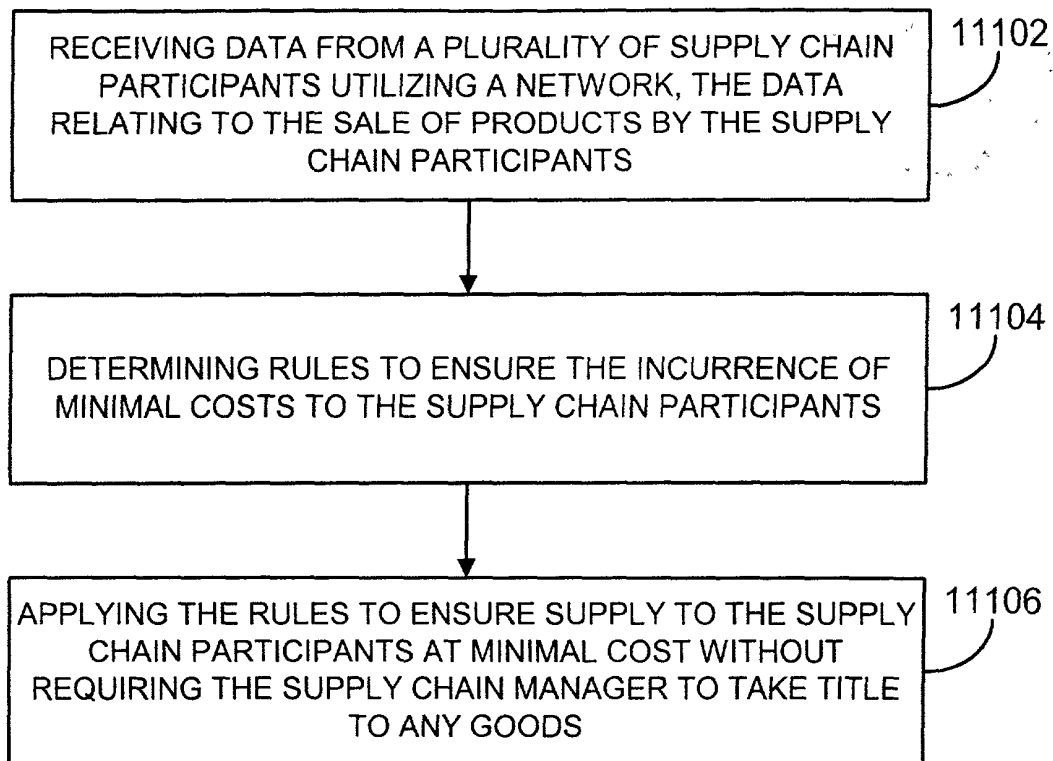 RECEIVING DATA FROM A PLURALITY OF SUPPLY CHAIN
PARTICIPANTS UTILIZING A NETWORK, THE DATA
RELATING TO THE SALE OF PRODUCTS BY THE SUPPLY
CHAIN PARTICIPANTS
11102
DETERMINING RULES TO ENSURE THE INCURRENCE OF
MINIMAL COSTS TO THE SUPPLY CHAIN PARTICIPANTS
11104
APPLYING THE RULES TO ENSURE SUPPLY TO THE SUPPLY
CHAIN PARTICIPANTS AT MINIMAL COST WITHOUT
REQUIRING THE SUPPLY CHAIN MANAGER TO TAKE TITLE
TO ANY GOODS
11106